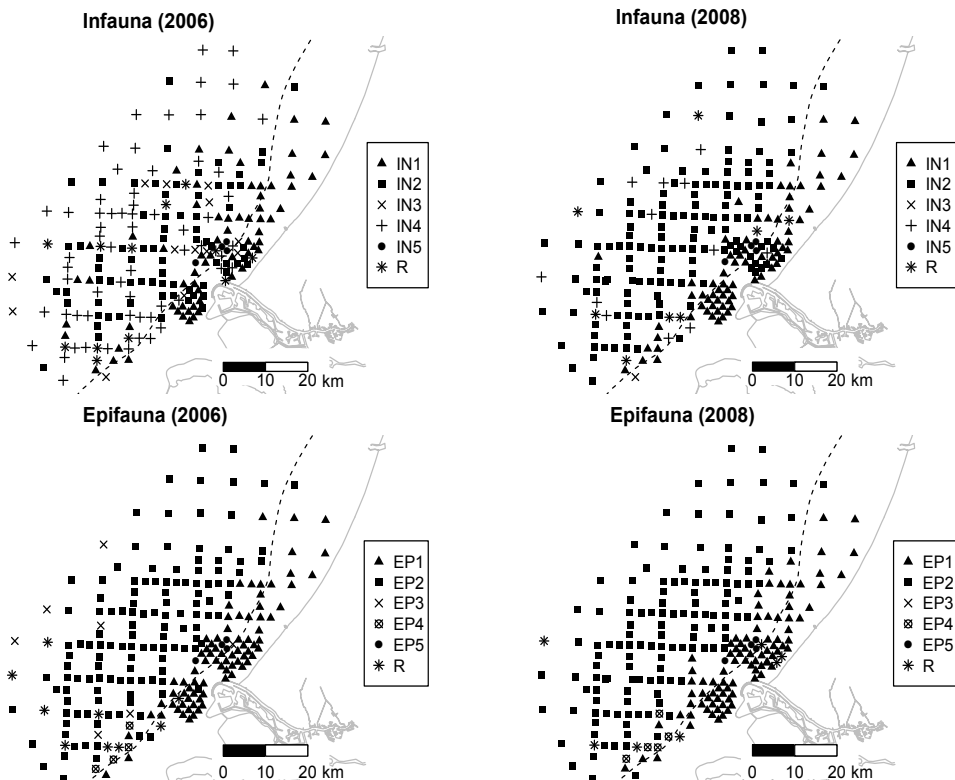 Infauna (2006)
IN1
IN2
IN3
IN4
IN5
R
0 10 20 km
Infauna (2008)
IN1
IN2
IN3
IN4
IN5
R
0 10 20 km
Epifauna (2006)
EP1
EP2
EP3
EP4
EP5
R
0 10 20 km
Epifauna (2008)
EP1
EP2
EP3
EP4
EP5
R
0 10 20 km